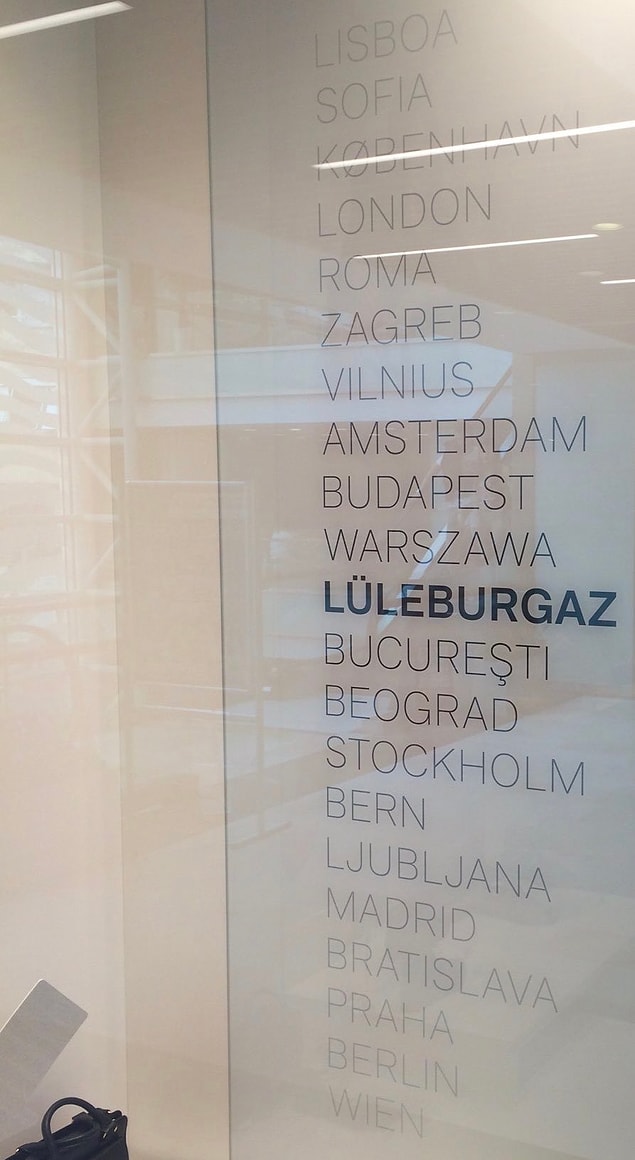 LISBOA
SOFIA
KØBENHAVN
LONDON
ROMA
ZAGREB
VILNIUS
AMSTERDAM
BUDAPEST
WARSZAWA
LÜLEBURGAZ
BUCUREŞTI
BEOGRAD
STOCKHOLM
BERN
LJUBLJANA
MADRID
BRATISLAVA
PRAHA
BERLIN
WIEN